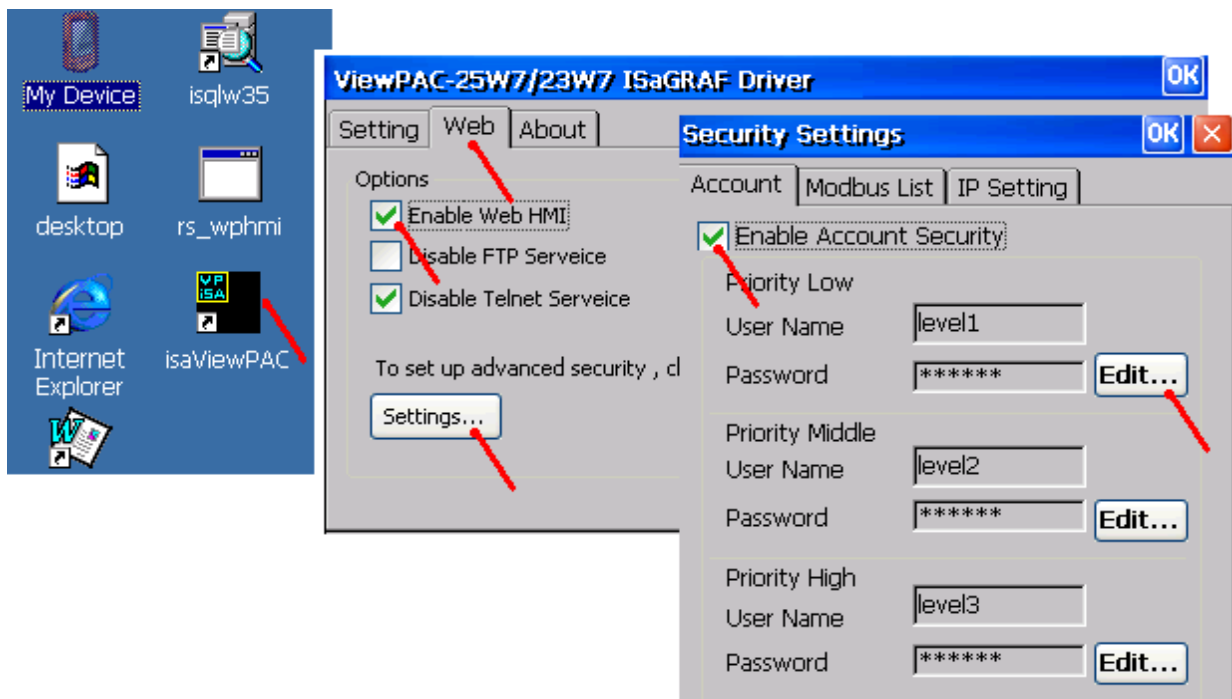 My Device
isqlw35
desktop
rs_wphmi
VP
iSA
Internet
Explorer
isaViewPAC
W
ViewPAC-25W7/23W7 ISaGRAF Driver
OK
Setting
Web
About
Options
Enable Web HMI
Disable FTP Serveice
Disable Telnet Serveice
To set up advanced security , cl
Settings...
Security Settings
OK
Account
Modbus List
IP Setting
Enable Account Security
Priority Low
User Name
level1
Password
******
Edit...
Priority Middle
User Name
level2
Password
******
Edit...
Priority High
User Name
level3
Password
******
Edit...